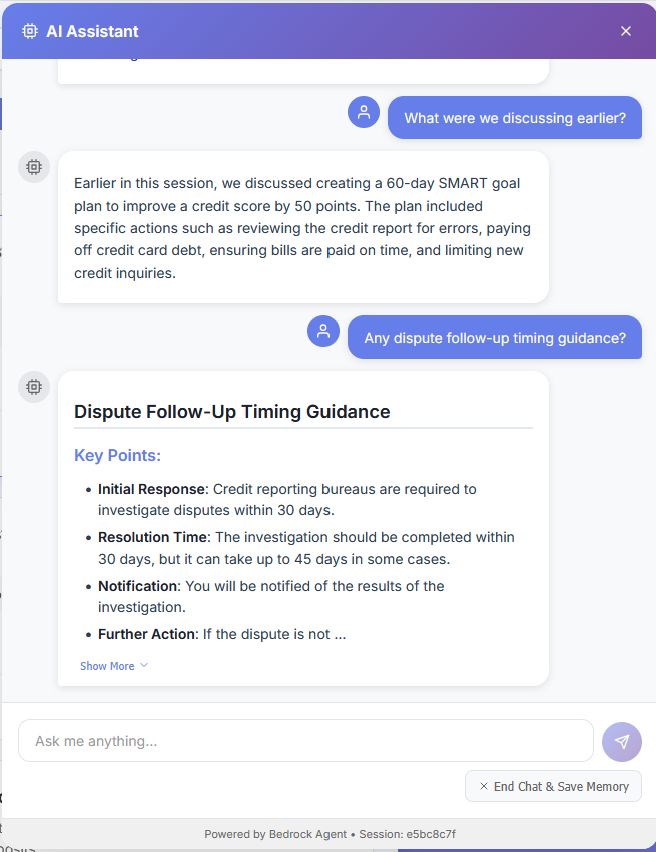 AI Assistant
What were we discussing earlier?
Earlier in this session, we discussed creating a 60-day SMART goal
plan to improve a credit score by 50 points. The plan included
specific actions such as reviewing the credit report for errors, paying
off credit card debt, ensuring bills are paid on time, and limiting new
credit inquiries.
Any dispute follow-up timing guidance?
Dispute Follow-Up Timing Guidance
Key Points:
• Initial Response: Credit reporting bureaus are required to
investigate disputes within 30 days.
• Resolution Time: The investigation should be completed within
30 days, but it can take up to 45 days in some cases.
• Notification: You will be notified of the results of the
investigation.
• Further Action: If the dispute is not ...
Show More
Ask me anything...
End Chat & Save Memory
Powered by Bedrock Agent • Session: e5bc8c7f